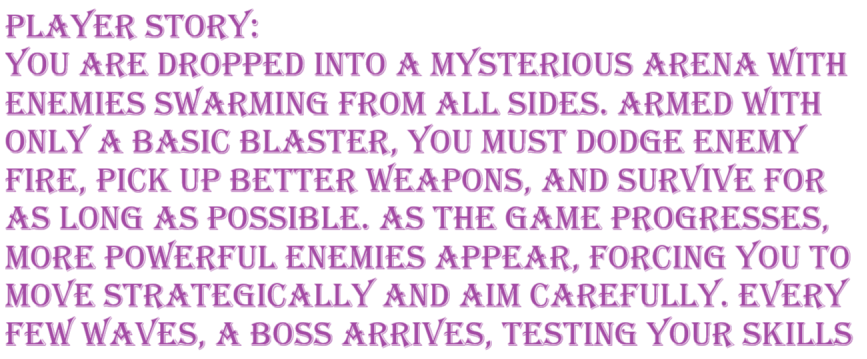 PLAYER STORY:
YOU ARE DROPPED INTO A MYSTERIOUS ARENA WITH
ENEMIES SWARMING FROM ALL SIDES. ARMED WITH
ONLY A BASIC BLASTER, YOU MUST DODGE ENEMY
FIRE, PICK UP BETTER WEAPONS, AND SURVIVE FOR
AS LONG AS POSSIBLE. AS THE GAME PROGRESSES,
MORE POWERFUL ENEMIES APPEAR, FORCING YOU TO
MOVE STRATEGICALLY AND AIM CAREFULLY. EVERY
FEW WAVES, A BOSS ARRIVES, TESTING YOUR SKILLS